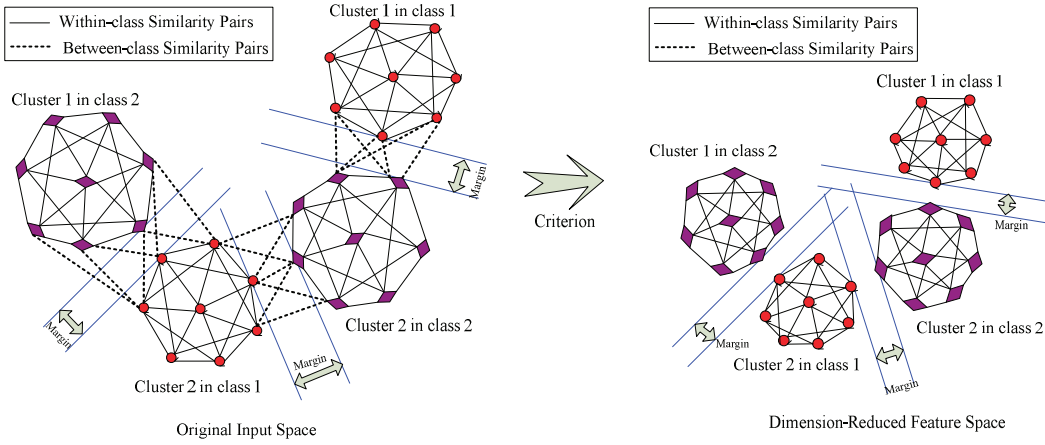 Within-class Similarity Pairs
Between-class Similarity Pairs
Cluster 1 in class 1
Cluster 1 in class 2
Margin
Margin
Margin
Cluster 2 in class 2
Cluster 2 in class 1
Original Input Space
Criterion
Within-class Similarity Pairs
Between-class Similarity Pairs
Cluster 1 in class 1
Cluster 1 in class 2
Margin
Margin
Margin
Cluster 2 in class 2
Cluster 2 in class 1
Dimension-Reduced Feature Space